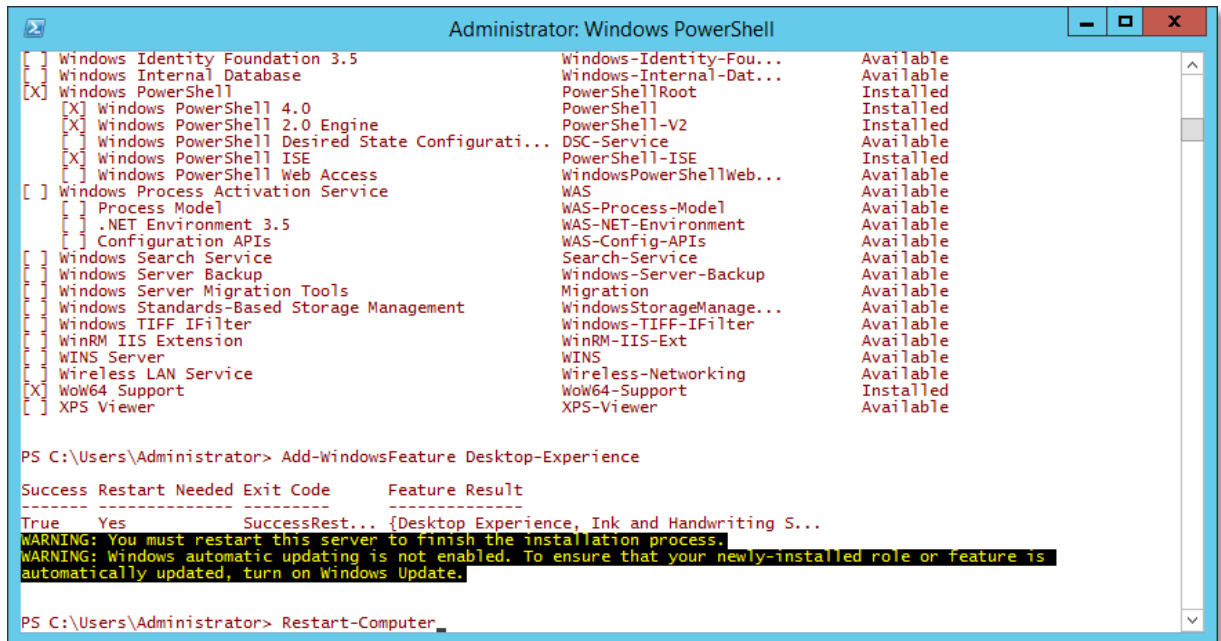 Administrator: Windows PowerShell
[ ] Windows Identity Foundation 3.5 Windows-Identity-Fou... Available
[ ] Windows Internal Database Windows-Internal-Dat... Available
[X] Windows PowerShell PowerShellRoot Installed
[X] Windows PowerShell 4.0 PowerShell Installed
[X] Windows PowerShell 2.0 Engine PowerShell-V2 Installed
[ ] Windows PowerShell Desired State Configurati... DSC-Service Available
[X] Windows PowerShell ISE PowerShell-ISE Installed
[ ] Windows PowerShell Web Access WindowsPowerShellWeb... Available
[ ] Windows Process Activation Service WAS Available
[ ] Process Model WAS-Process-Model Available
[ ] .NET Environment 3.5 WAS-NET-Environment Available
[ ] Configuration APIs WAS-Config-APIs Available
[ ] Windows Search Service Search-Service Available
[ ] Windows Server Backup Windows-Server-Backup Available
[ ] Windows Server Migration Tools Migration Available
[ ] Windows Standards-Based Storage Management WindowsStorageManage... Available
[ ] Windows TIFF IFilter Windows-TIFF-IFilter Available
[ ] WinRM IIS Extension WinRM-IIS-Ext Available
[ ] WINS Server WINS Available
[ ] Wireless LAN Service Wireless-Networking Available
[X] WoW64 Support WoW64-Support Installed
[ ] XPS Viewer XPS-Viewer Available
PS C:\Users\Administrator> Add-WindowsFeature Desktop-Experience
Success Restart Needed Exit Code Feature Result
------- -------------- --------- --------------
True Yes SuccessRest... {Desktop Experience, Ink and Handwriting S...
WARNING: You must restart this server to finish the installation process.
WARNING: Windows automatic updating is not enabled. To ensure that your newly-installed role or feature is
automatically updated, turn on Windows Update.
PS C:\Users\Administrator> Restart-Computer_